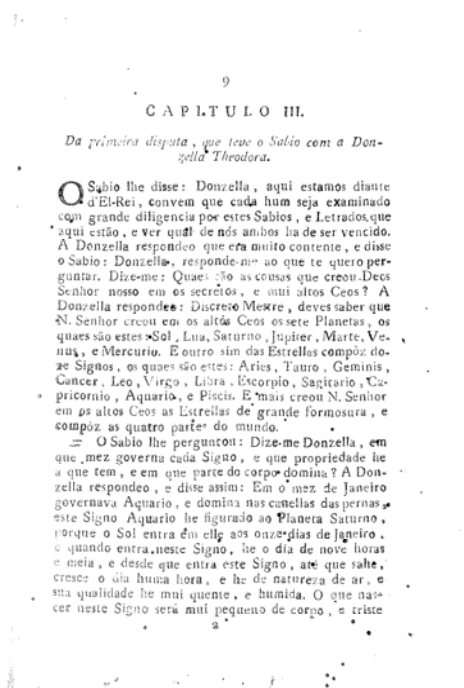 9
CAPITULO III.
Da primeira disputa, que teve o Sabio com a Don-
zella Theodora.
O Sabio lhe disse: Donzella, aqui estamos diante
d'El-Rei, convem que cada hum seja examinado
com grande diligencia por estes Sabios, e Letrados, que
aqui estão, e ver qual de nós ambos ha de ser vencido.
A Donzella respondeo que era muito contente, e disse
o Sabio: Donzella, responde-me ao que te quero per-
guntar. Dize-me: Quaes são as cousas que creou Deos
Senhor nosso em os secretos, e mui altos Ceos? A
Donzella respondeo: Discreto Mestre, deves saber que
N. Senhor creou em os altos Ceos os sete Planetas, os
quaes são estes: Sol, Lua, Saturno, Jupiter, Marte, Ve-
nus, e Mercurio. E outro sim das Estrellas compôz do-
ze Signos, os quaes são estes: Aries, Tauro, Geminis,
Cancer, Leo, Virgo, Libra, Escorpio, Sagitario, Ca-
pricornio, Aquario, e Piscis. E mais creou N. Senhor
em os altos Ceos as Estrellas de grande formosura, e
compôz as quatro partes do mundo.
= O Sabio lhe perguntou: Dize-me Donzella, em
que mez governa cada Signo, e que propriedade he
a que tem, e em que parte do corpo domina? A Don-
zella respondeo, e disse assim: Em o mez de Janeiro
governava Aquario, e domina nas canellas das pernas,
este Signo Aquario he figurado ao Planeta Saturno,
porque o Sol entra em elle aos onze dias de Janeiro,
e quando entra neste Signo, he o dia de nove horas
e meia, e desde que entra este Signo, até que sahe,
cresce o dia huma hora, e he de natureza de ar, e
sua qualidade he mui quente, e humida. O que nas-
cer neste Signo será mui pequeno de corpo, e triste
2